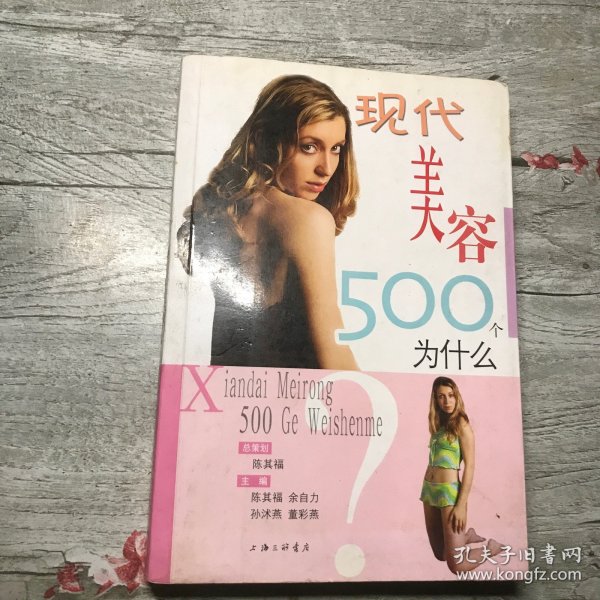 现代
美容
500个
为什么
Xiandai Meirong
500 Ge Weishenme
?
总策划
陈其福
主编
陈其福 余自力
孙沭燕 董彩燕
上海三联书店
孔夫子旧书网
www.kongfz.com